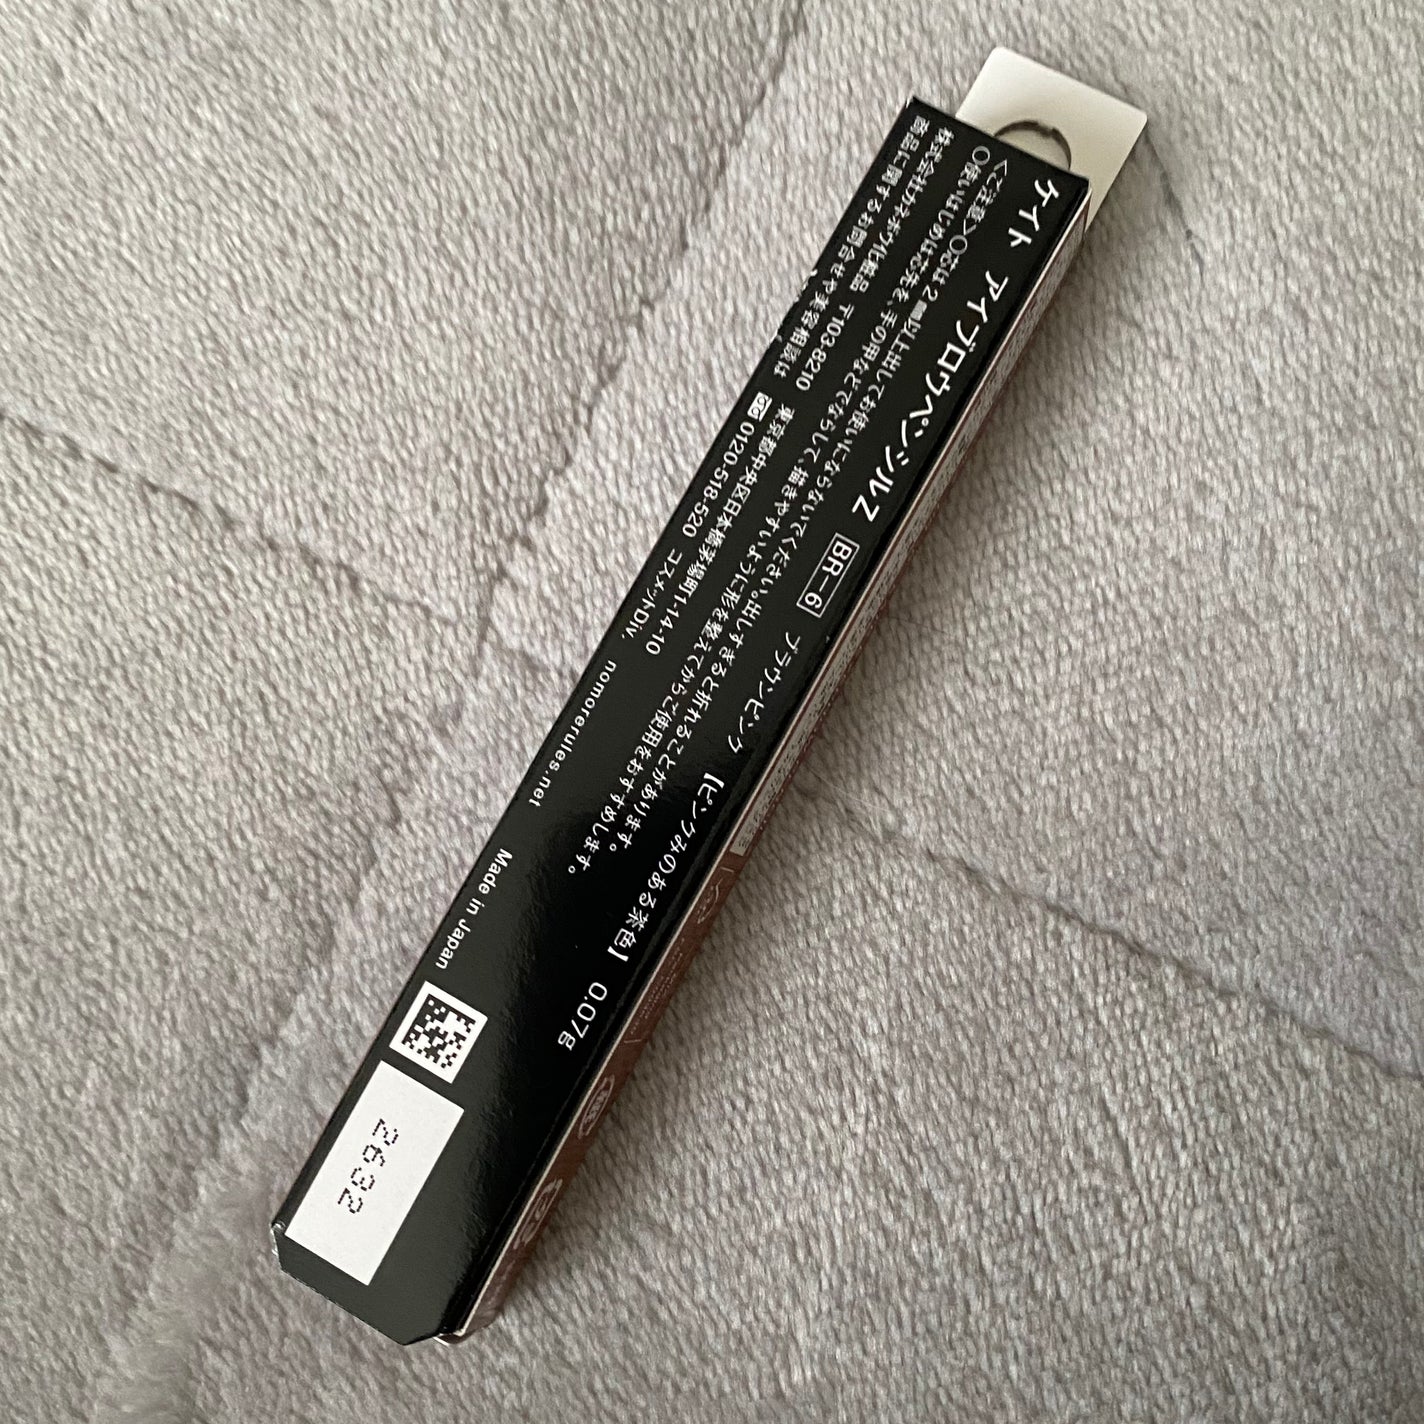 ケイト アイブロウペンシルZ BR-6 ブラウンピンク 【ピンクみのある茶色】 0.07g
<ご注意>○芯は2mm以上出してお使いにならないでください。出しすぎると折れることがあります。
○使いはじめは芯先を、手の甲などでならして、描きやすいように形を整えてからご使用をおすすめします。
株式会社カネボウ化粧品 〒103-8210 東京都中央区日本橋茅場町1-14-10
商品に関するお問合せや美容相談は 0120-518-520 コスメットDiv. nomorerules.net Made in Japan
2632